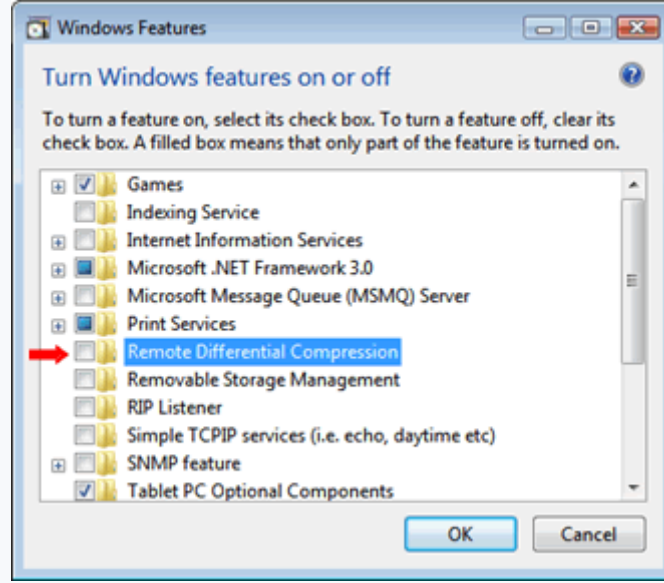 Windows Features
Turn Windows features on or off
To turn a feature on, select its check box. To turn a feature off, clear its
check box. A filled box means that only part of the feature is turned on.
Games
Indexing Service
Internet Information Services
Microsoft .NET Framework 3.0
Microsoft Message Queue (MSMQ) Server
Print Services
Remote Differential Compression
Removable Storage Management
RIP Listener
Simple TCPIP services (i.e. echo, daytime etc)
SNMP feature
Tablet PC Optional Components
OK Cancel